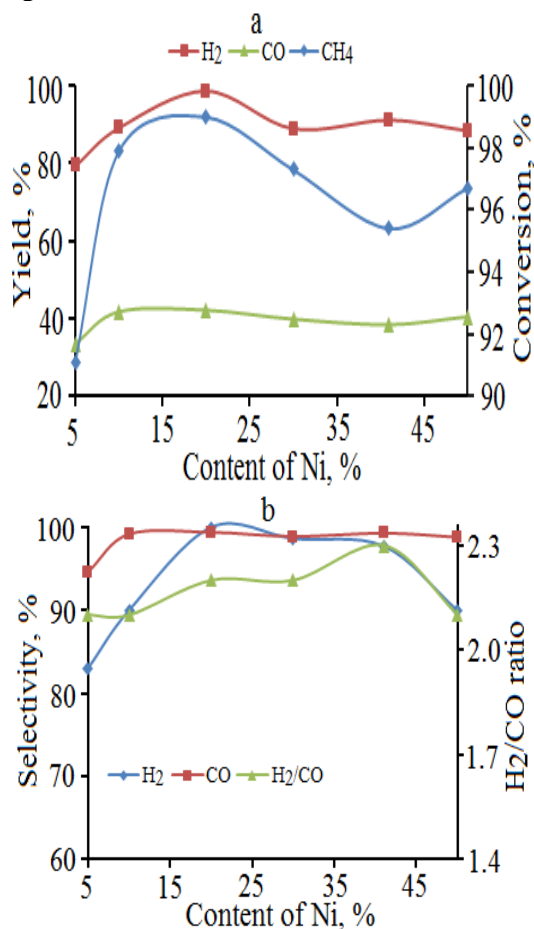 a
H2 CO CH4
100 100
80 98
60 96
40 94
20 92
90
5 15 25 35 45
Yield, %
Conversion, %
Content of Ni, %
b
100 2.3
90 2.0
80 1.7
70 1.4
60
H2 CO H2/CO
5 15 25 35 45
Selectivity, %
H2/CO ratio
Content of Ni, %